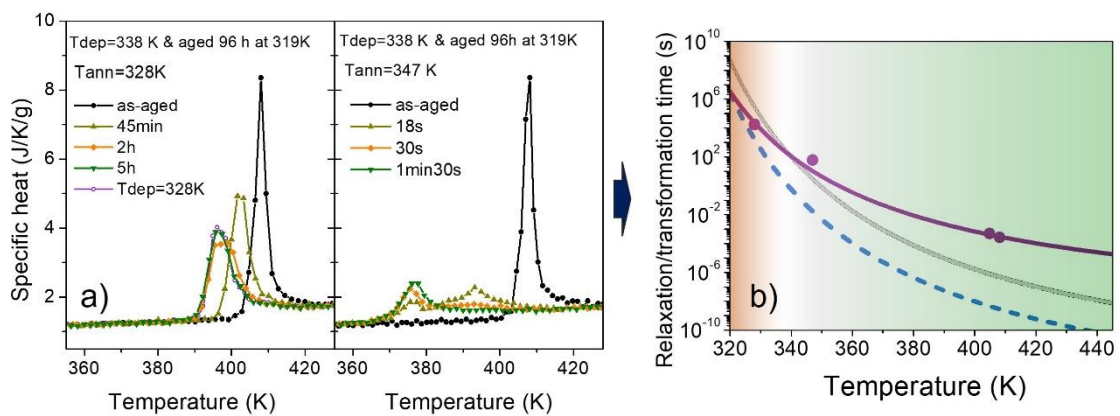 10
8
6
4
2
Specific heat (J/K/g)
Tdep=338 K & aged 96 h at 319K
Tann=328K
as-aged
45min
2h
5h
Tdep=328K
a)
360 400
Temperature (K)
Tdep=338 K & aged 96h at 319K
Tann=347 K
as-aged
18s
30s
1min30s
360 400 420
Temperature (K)
Relaxation/transformation time (s)
10^10
10^6
10^2
10^-2
10^-6
10^-10
b)
320 340 360 380 400 420 440
Temperature (K)